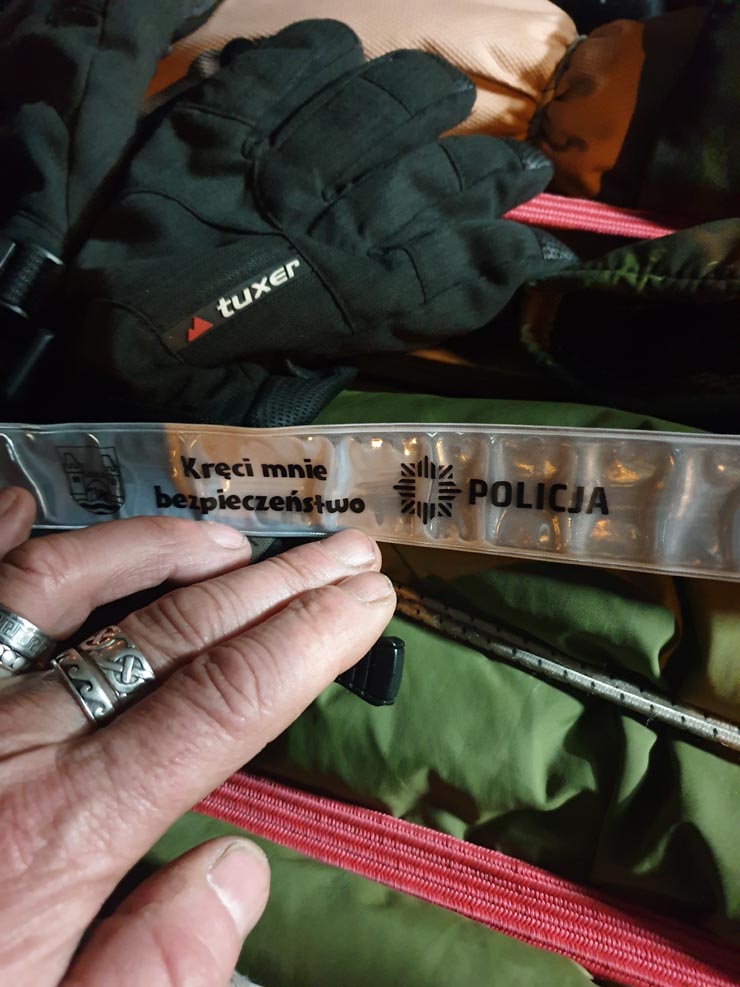 tuxer
Kręci mnie
bezpieczeństwo
POLICJA